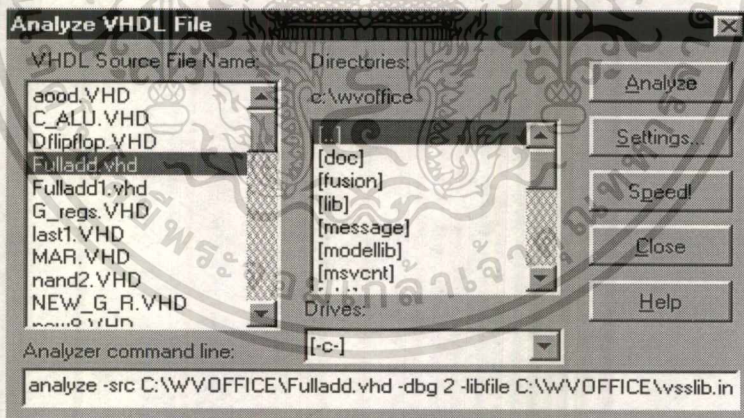 Analyze VHDL File
VHDL Source File Name:
aood.VHD
C_ALU.VHD
Dflipflop.VHD
Fulladd.vhd
Fulladd1.vhd
G_regs.VHD
last1.VHD
MAR.VHD
nand2.VHD
NEW_G_R.VHD
Directories:
c:\wvoffice
[..]
[doc]
[fusion]
[lib]
[message]
[modellib]
[msvcnt]
Drives:
[-c-]
Analyze
Settings...
Speed!
Close
Help
Analyzer command line:
analyze -src C:\WVOFFICE\Fulladd.vhd -dbg 2 -libfile C:\WVOFFICE\vsslib.in